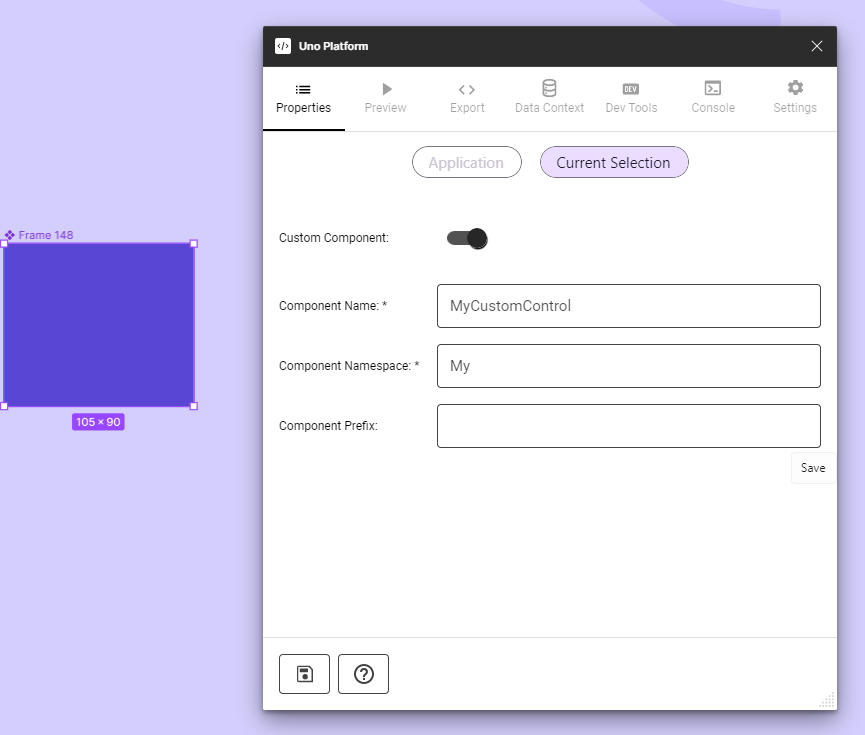 Uno Platform
Properties
Preview
Export
Data Context
DEV
Dev Tools
Console
Settings
Application
Current Selection
Frame 148
Custom Component:
Component Name: *
MyCustomControl
Component Namespace: *
My
Component Prefix:
105 × 90
Save